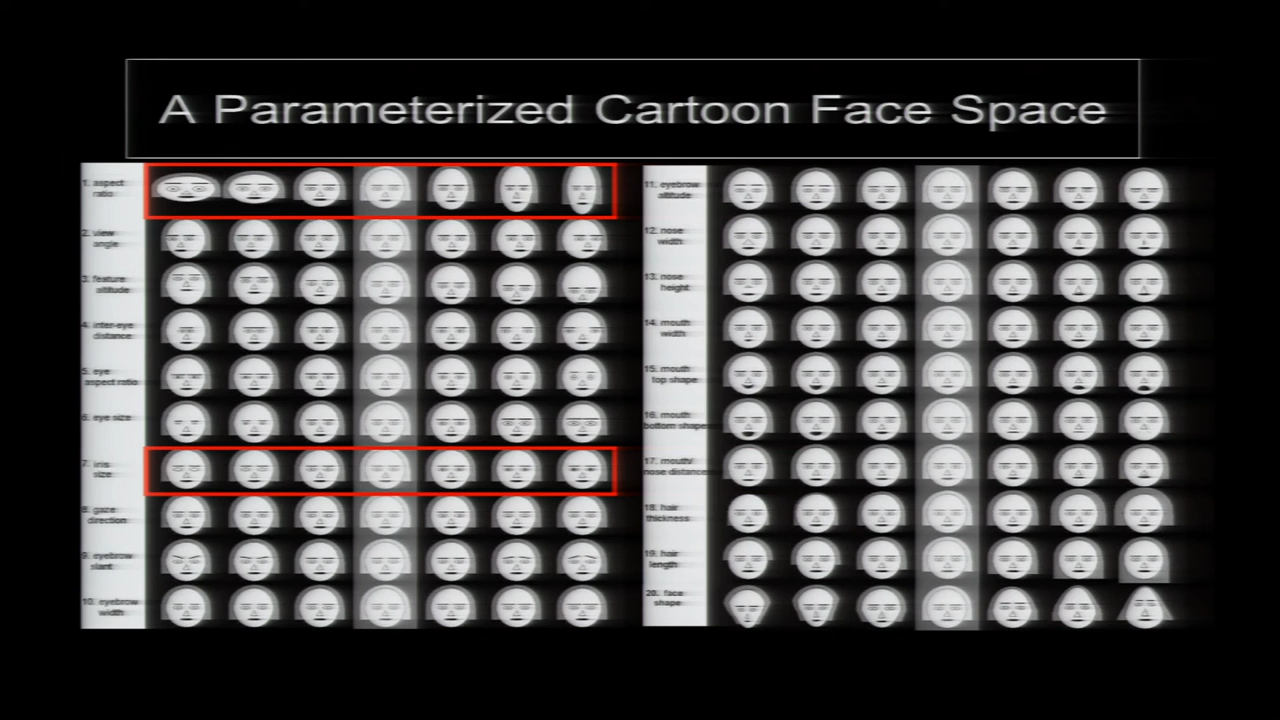 A Parameterized Cartoon Face Space
1. aspect
ratio
2. view
angle
3. feature
altitude
4. inter-eye
distance
5. eye
aspect ratio
6. eye size
7. iris
size
8. gaze
direction
9. eyebrow
slant
10. eyebrow
width
11. eyebrow
altitude
12. nose
width
13. nose
height
14. mouth
width
15. mouth
top shape
16. mouth
bottom shape
17. mouth/
nose distance
18. hair
thickness
19. hair
length
20. face
shape